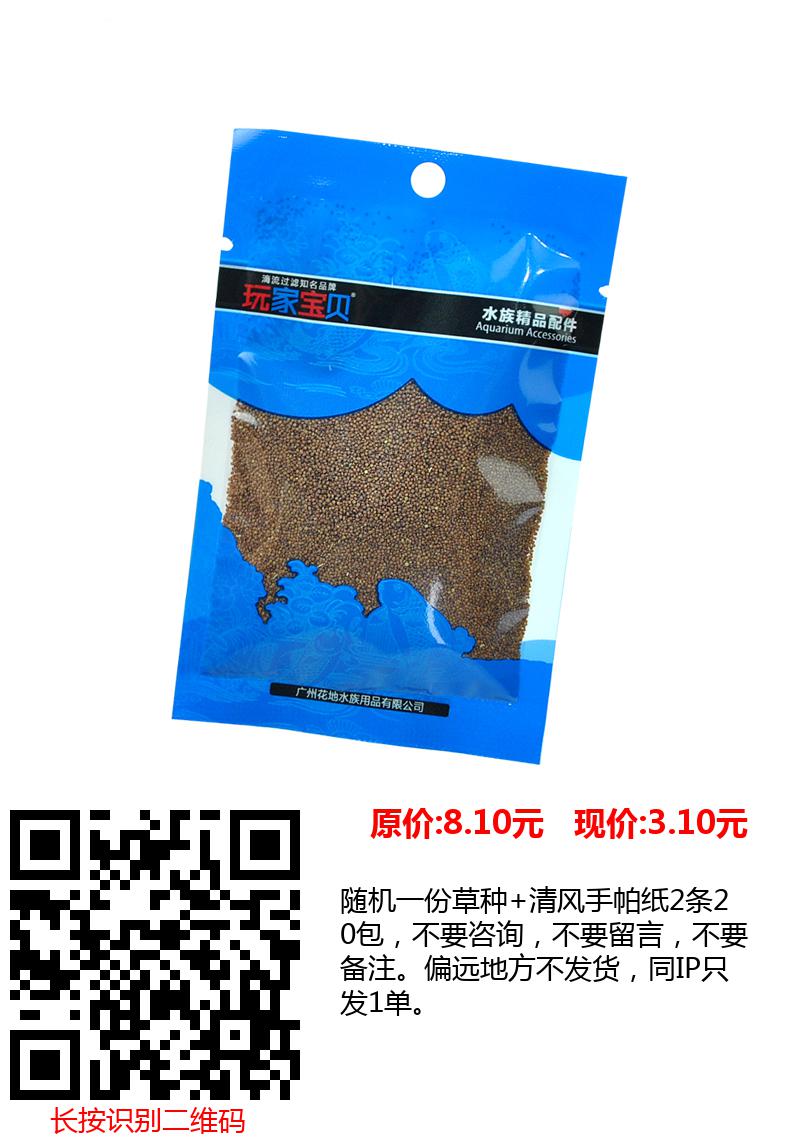 海流过滤知名品牌
玩家宝贝®
水族精品配件
Aquarium Accessories
广州花地水族用品有限公司
原价:8.10元 现价:3.10元
随机一份草种+清风手帕纸2条2
0包，不要咨询，不要留言，不要
备注。偏远地方不发货，同IP只
发1单。
长按识别二维码